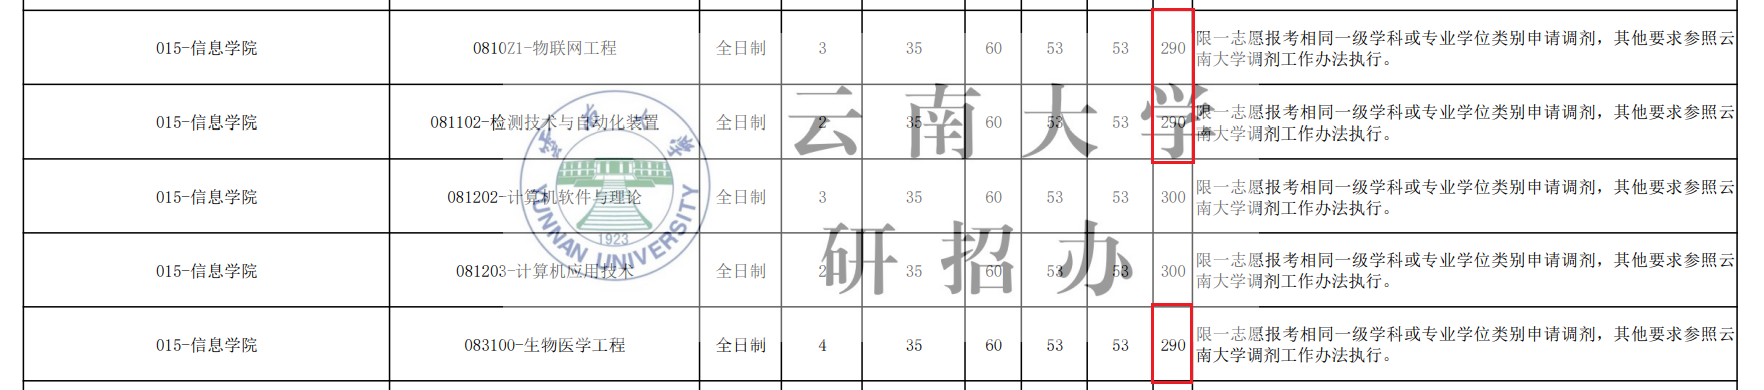 015-信息学院 0810Z1-物联网工程 全日制 3 35 60 53 53 290 限一志愿报考相同一级学科或专业学位类别申请调剂，其他要求参照云
南大学调剂工作办法执行。
015-信息学院 081102-检测技术与自动化装置 全日制 2 35 60 53 53 290 限一志愿报考相同一级学科或专业学位类别申请调剂，其他要求参照云
南大学调剂工作办法执行。
015-信息学院 081202-计算机软件与理论 全日制 3 35 60 53 53 300 限一志愿报考相同一级学科或专业学位类别申请调剂，其他要求参照云
南大学调剂工作办法执行。
015-信息学院 081203-计算机应用技术 全日制 2 35 60 53 53 300 限一志愿报考相同一级学科或专业学位类别申请调剂，其他要求参照云
南大学调剂工作办法执行。
015-信息学院 083100-生物医学工程 全日制 4 35 60 53 53 290 限一志愿报考相同一级学科或专业学位类别申请调剂，其他要求参照云
南大学调剂工作办法执行。
云南大学
研招办
1923
YUNNAN UNIVERSITY